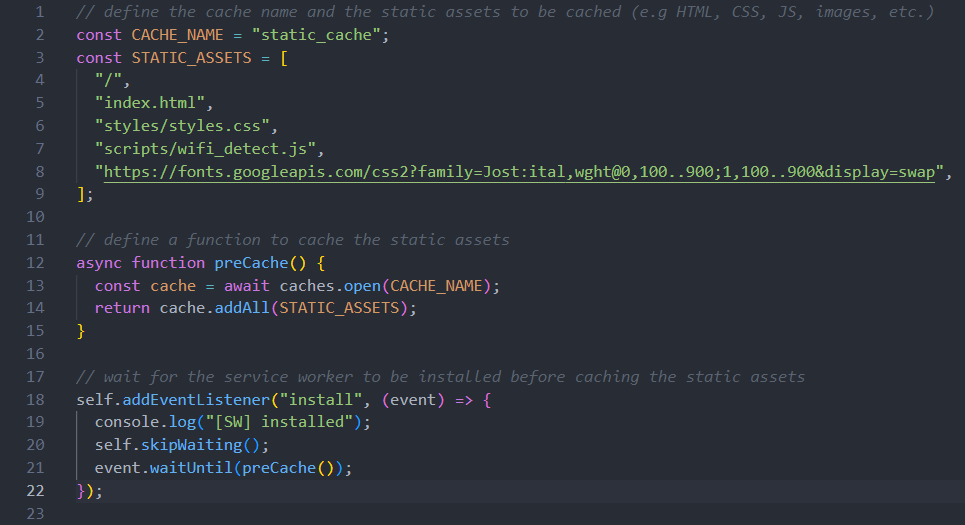 1 // define the cache name and the static assets to be cached (e.g HTML, CSS, JS, images, etc.)
2 const CACHE_NAME = "static_cache";
3 const STATIC_ASSETS = [
4   "/",
5   "index.html",
6   "styles/styles.css",
7   "scripts/wifi_detect.js",
8   "https://fonts.googleapis.com/css2?family=Jost:ital,wght@0,100..900;1,100..900&display=swap",
9 ];
10
11 // define a function to cache the static assets
12 async function preCache() {
13   const cache = await caches.open(CACHE_NAME);
14   return cache.addAll(STATIC_ASSETS);
15 }
16
17 // wait for the service worker to be installed before caching the static assets
18 self.addEventListener("install", (event) => {
19   console.log("[SW] installed");
20   self.skipWaiting();
21   event.waitUntil(preCache());
22 });
23